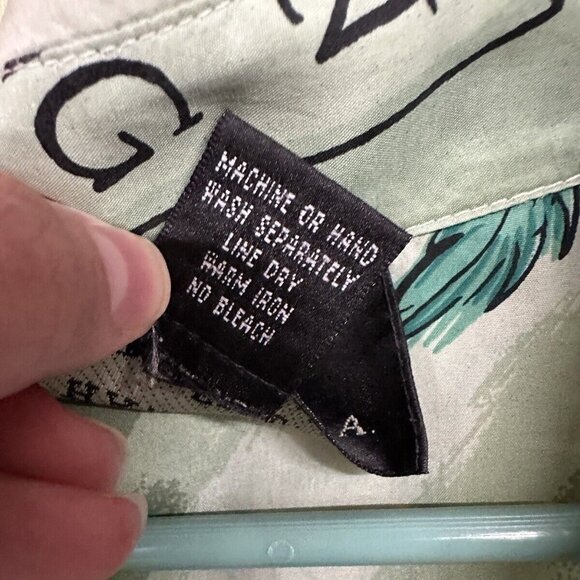 G
MACHINE OR HAND
WASH SEPARATELY
LINE DRY
WARM IRON
NO BLEACH